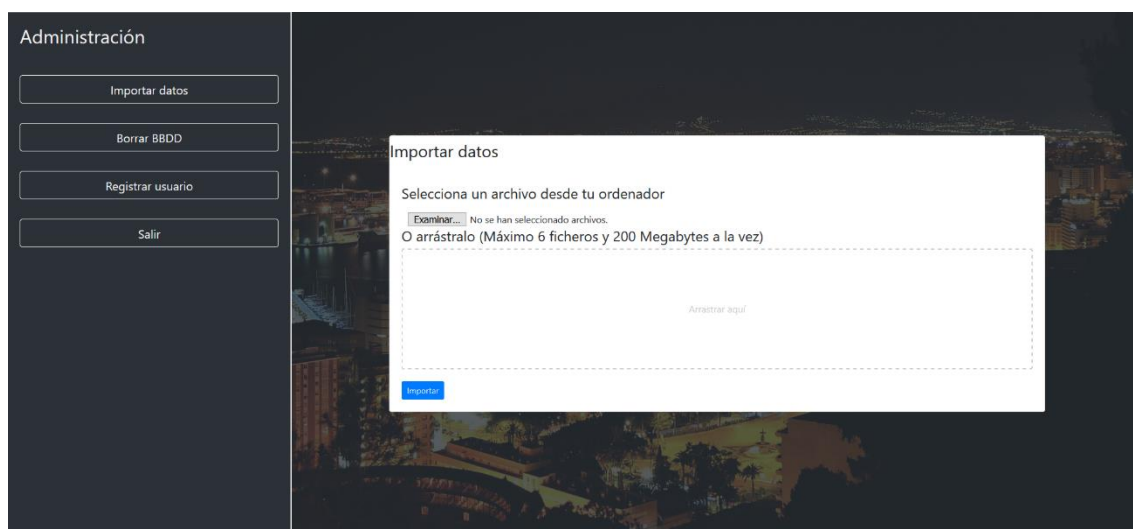 Administración
Importar datos
Borrar BBDD
Registrar usuario
Salir
Importar datos
Selecciona un archivo desde tu ordenador
Examinar... No se han seleccionado archivos.
O arrástralo (Máximo 6 ficheros y 200 Megabytes a la vez)
Arrastrar aquí
Importar